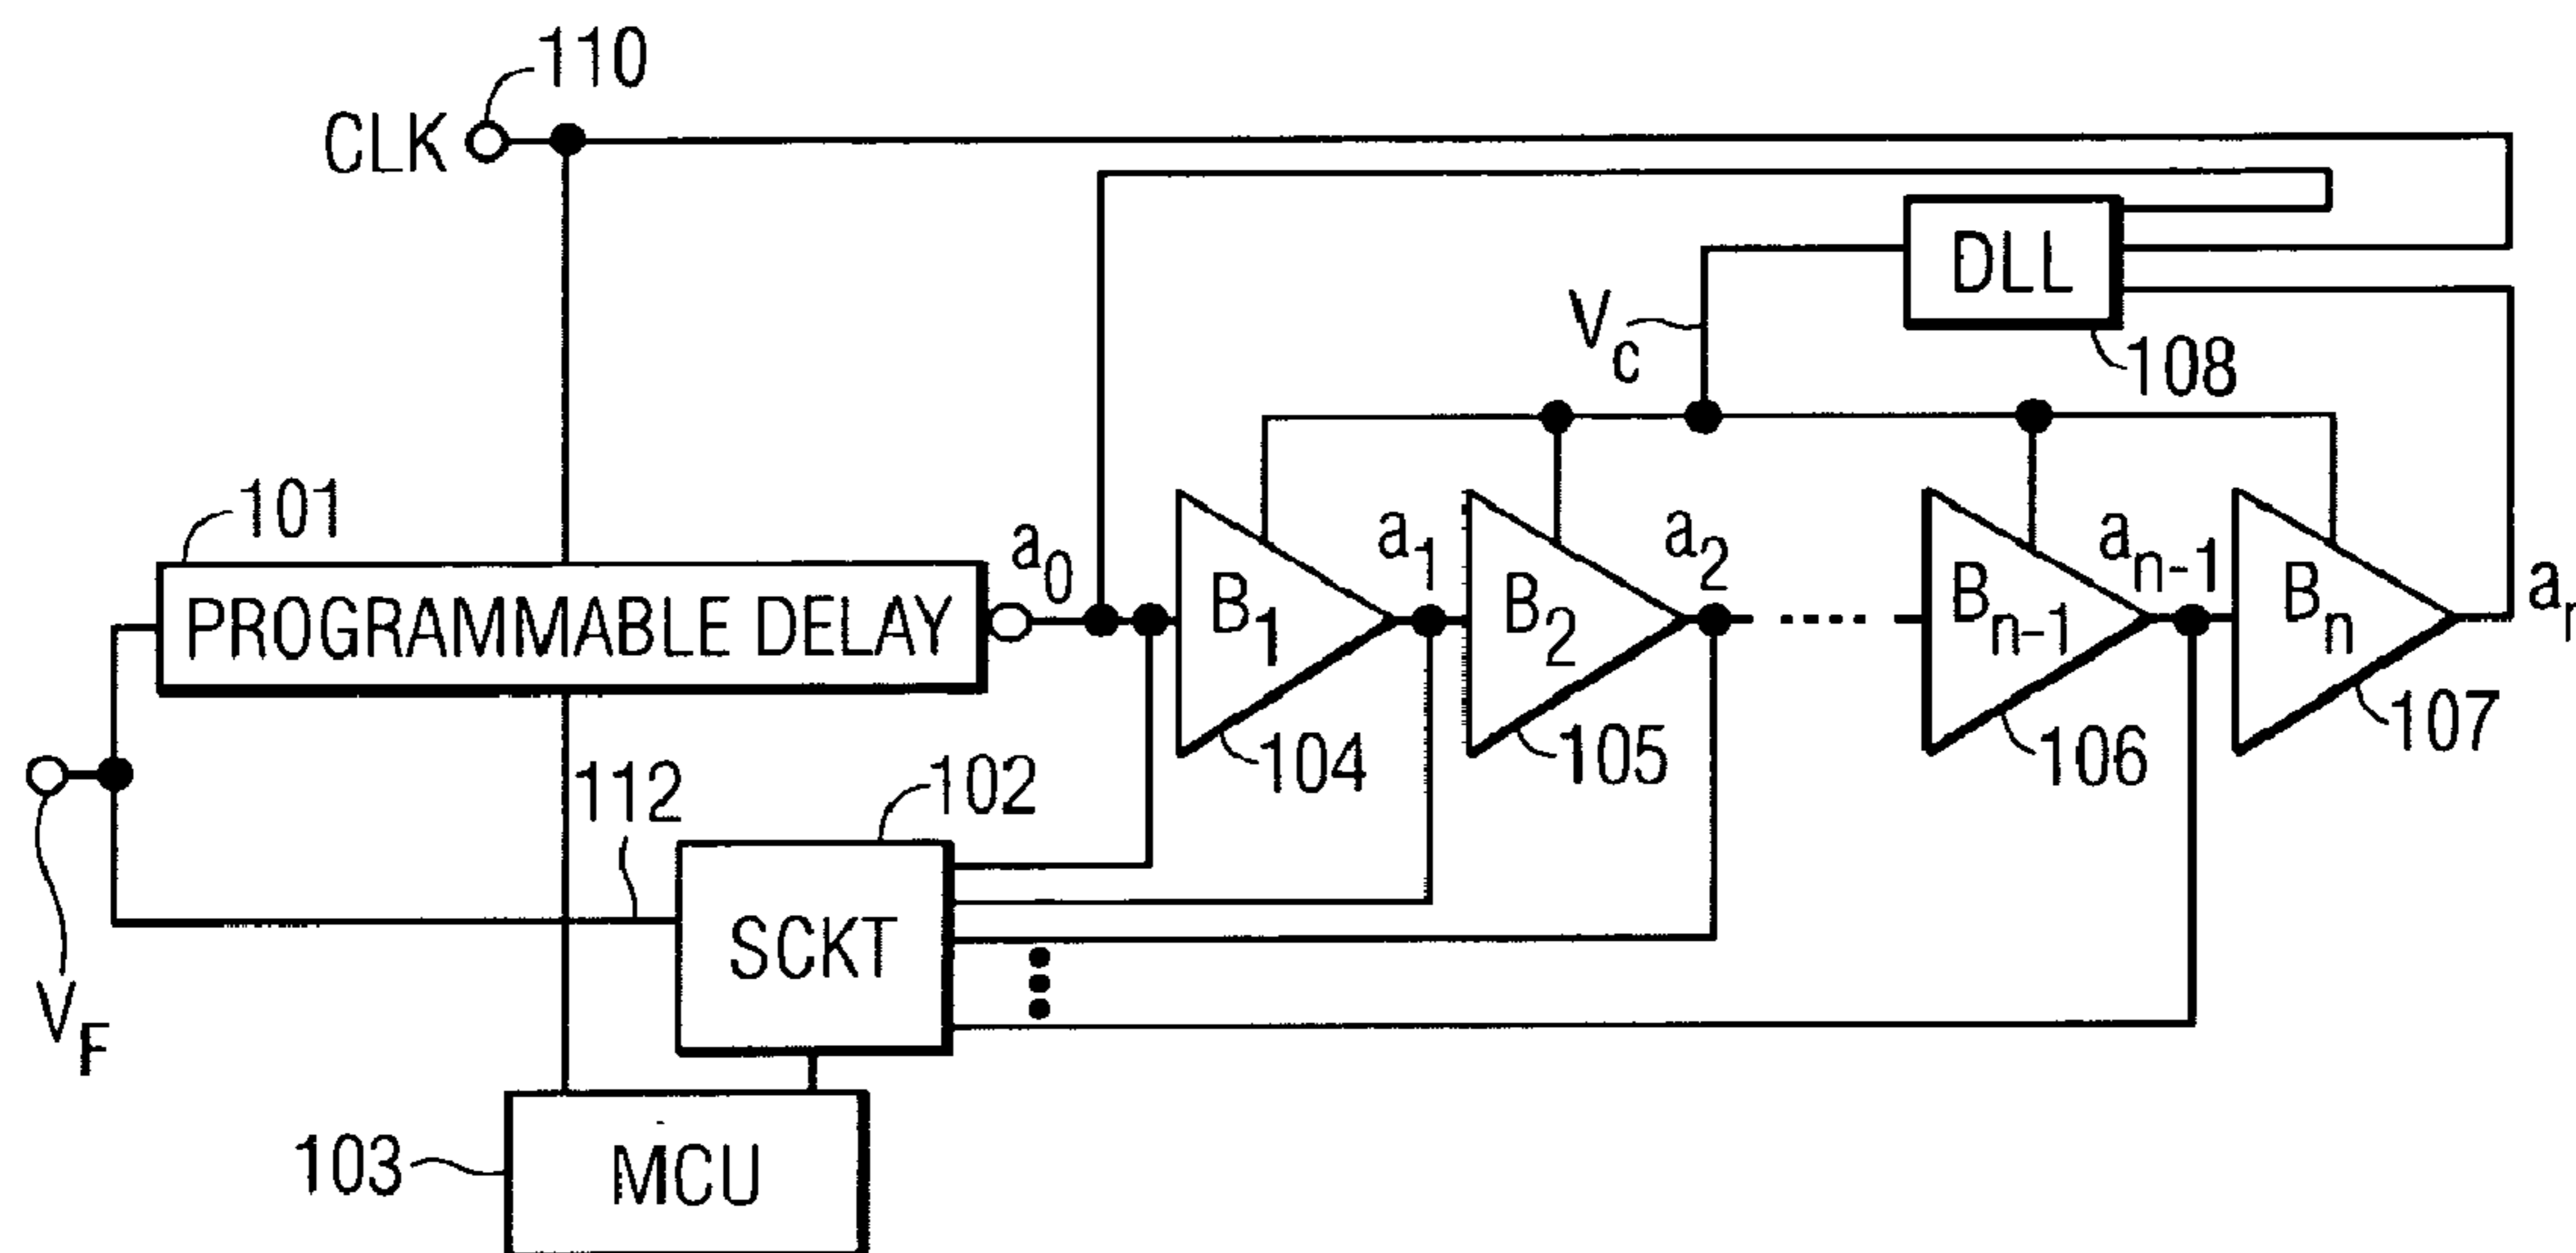 110
CLK
DLL
Vc
108
101
PROGRAMMABLE DELAY
a0
B1
a1
B2
a2
Bn-1
an-1
Bn
104
105
106
107
112
102
SCKT
VF
103
MCU